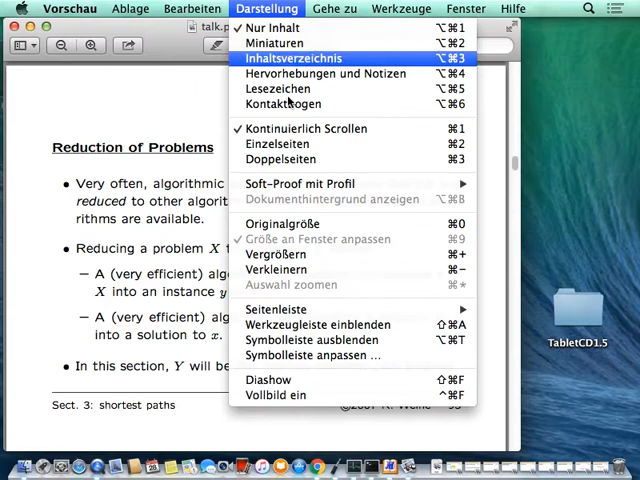 Vorschau Ablage Bearbeiten Darstellung Gehe zu Werkzeuge Fenster Hilfe
talk.p
Nur Inhalt ⌥⌘1
Miniaturen ⌥⌘2
Inhaltsverzeichnis ⌥⌘3
Hervorhebungen und Notizen ⌥⌘4
Lesezeichen ⌥⌘5
Kontaktbogen ⌥⌘6
Kontinuierlich Scrollen ⌘1
Einzelseiten ⌘2
Doppelseiten ⌘3
Soft-Proof mit Profil
Dokumenthintergrund anzeigen ⌥⌘B
Originalgröße ⌘0
Größe an Fenster anpassen ⌘9
Vergrößern ⌘+
Verkleinern ⌘-
Auswahl zoomen ⌘*
Seitenleiste
Werkzeugleiste einblenden ⇧⌘A
Symbolleiste ausblenden ⌥⌘T
Symbolleiste anpassen ...
Diashow ⇧⌘F
Vollbild ein ^⌘F
Reduction of Problems
• Very often, algorithmic
reduced to other algorit
rithms are available.
• Reducing a problem X t
– A (very efficient) alg
X into an instance y
– A (very efficient) alg
into a solution to x.
• In this section, Y will be
Sect. 3: shortest paths
TabletCD1.5